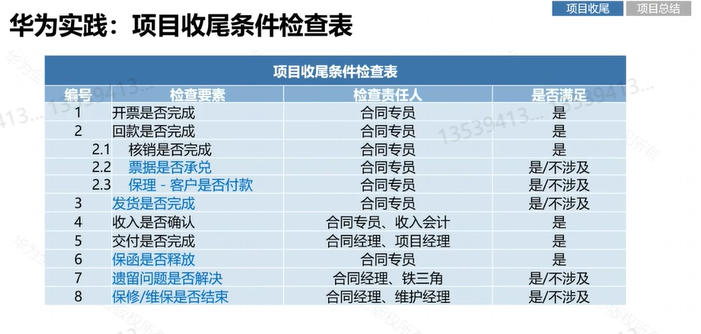 项目收尾 项目总结
华为实践：项目收尾条件检查表
项目收尾条件检查表
编号 检查要素 检查责任人 是否满足
1 开票是否完成 合同专员 是
2 回款是否完成 合同专员 是
2.1 核销是否完成 合同专员 是
2.2 票据是否承兑 合同专员 是/不涉及
2.3 保理－客户是否付款 合同专员 是/不涉及
3 发货是否完成 合同专员 是/不涉及
4 收入是否确认 合同专员、收入会计 是
5 交付是否完成 合同经理、项目经理 是
6 保函是否释放 合同专员 是
7 遗留问题是否解决 合同经理、铁三角 是/不涉及
8 保修/维保是否结束 合同经理、维护经理 是/不涉及
13539413...